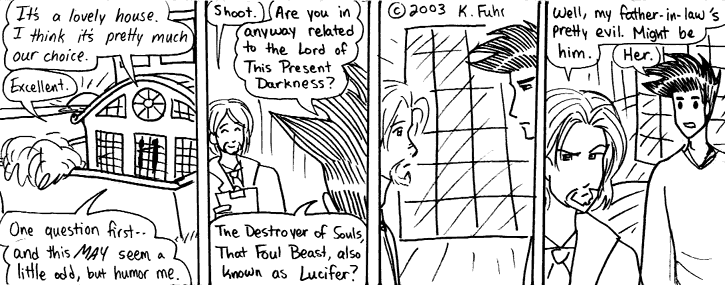 It's a lovely house.
I think it's pretty much
our choice.
Excellent.
One question first--
and this MAY seem a
little odd, but humor me.
Shoot.
Are you in
anyway related
to the Lord of
This Present
Darkness?
The Destroyer of Souls,
That Foul Beast, also
known as Lucifer?
© 2003 K. Fuhr
Well, my father-in-law's
pretty evil. Might be
him.
Her.